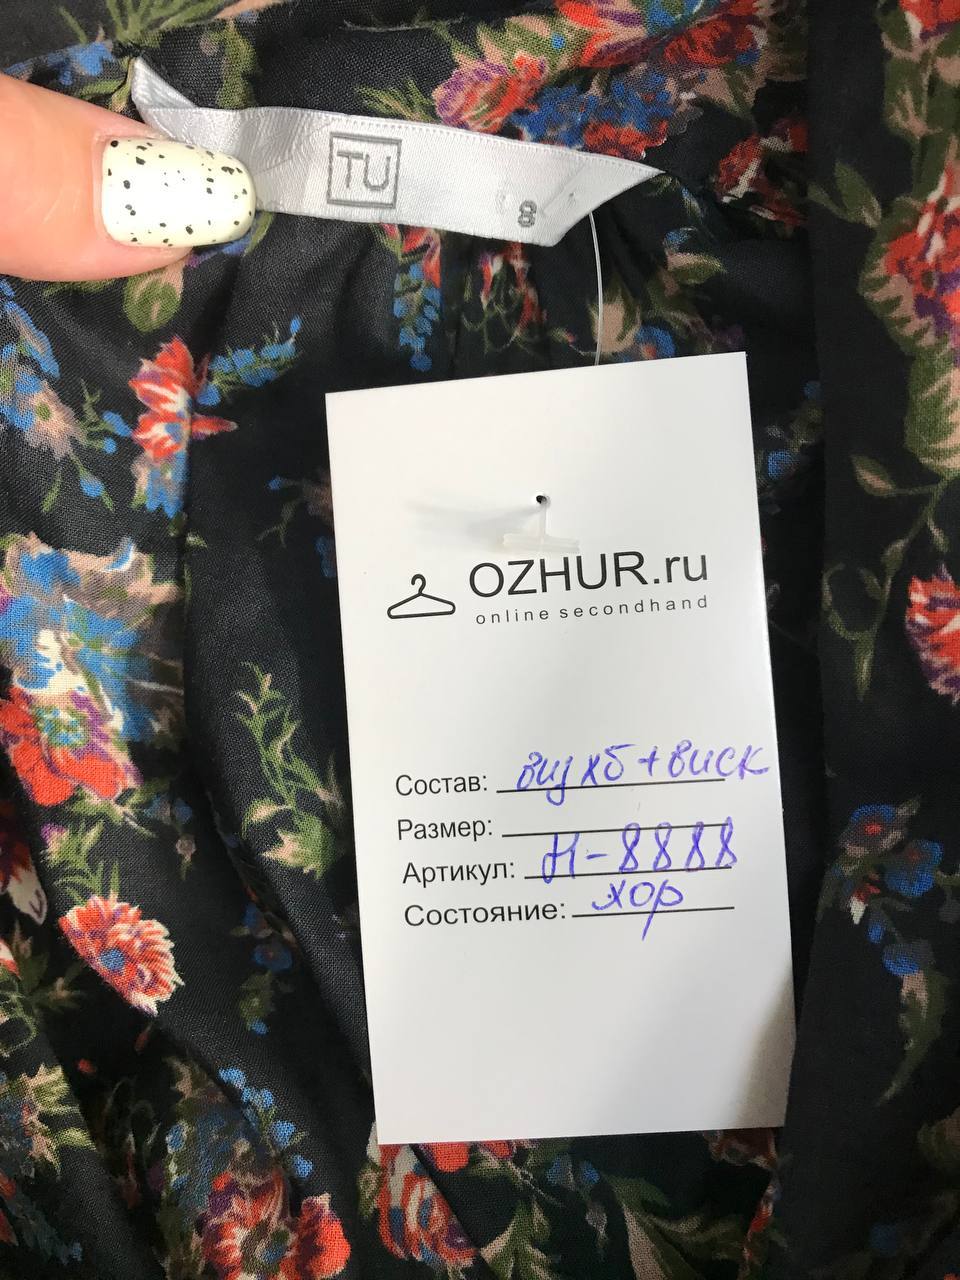 TU
8
OZHUR.ru
online secondhand
Состав: виз хб + виск
Размер:
Артикул: Н-8888
Состояние: хор